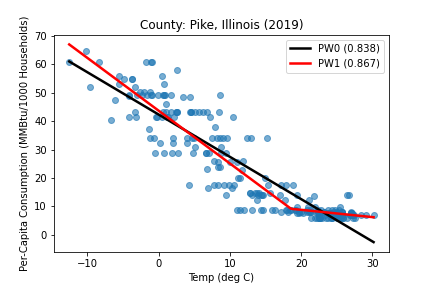 County: Pike, Illinois (2019)
PW0 (0.838)
PW1 (0.867)
Per-Capita Consumption (MMBtu/1000 Households)
70
60
50
40
30
20
10
0
−10 0 10 20 30
Temp (deg C)